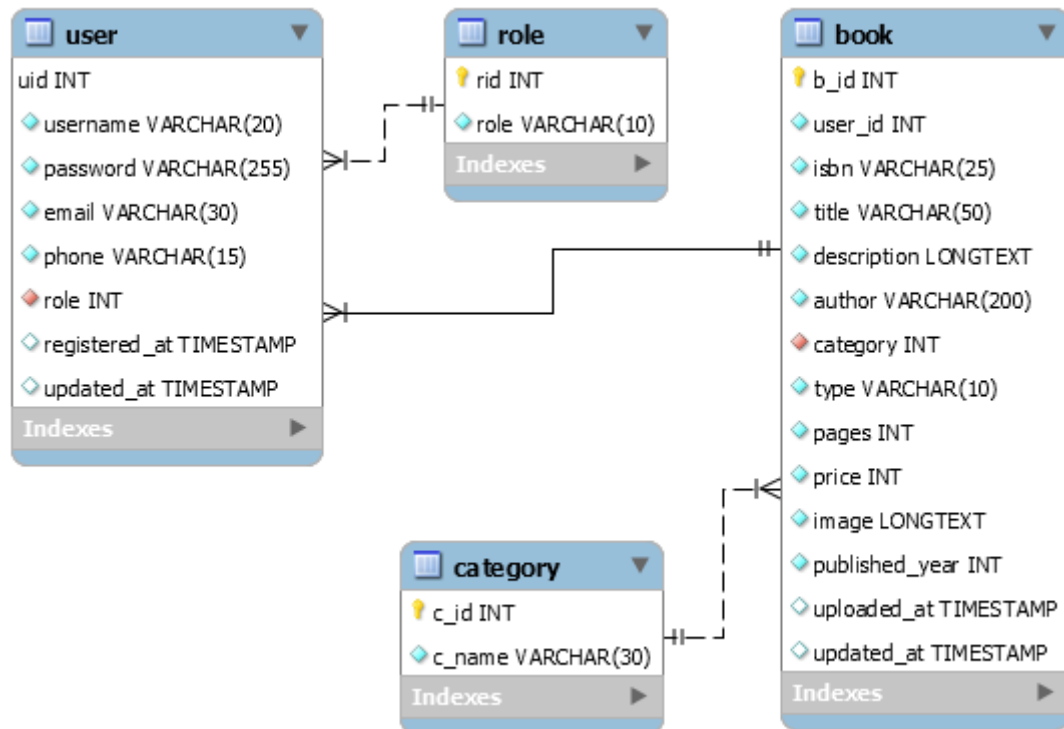 user
uid INT
username VARCHAR(20)
password VARCHAR(255)
email VARCHAR(30)
phone VARCHAR(15)
role INT
registered_at TIMESTAMP
updated_at TIMESTAMP
Indexes
role
rid INT
role VARCHAR(10)
Indexes
book
b_id INT
user_id INT
isbn VARCHAR(25)
title VARCHAR(50)
description LONGTEXT
author VARCHAR(200)
category INT
type VARCHAR(10)
pages INT
price INT
image LONGTEXT
published_year INT
uploaded_at TIMESTAMP
updated_at TIMESTAMP
Indexes
category
c_id INT
c_name VARCHAR(30)
Indexes